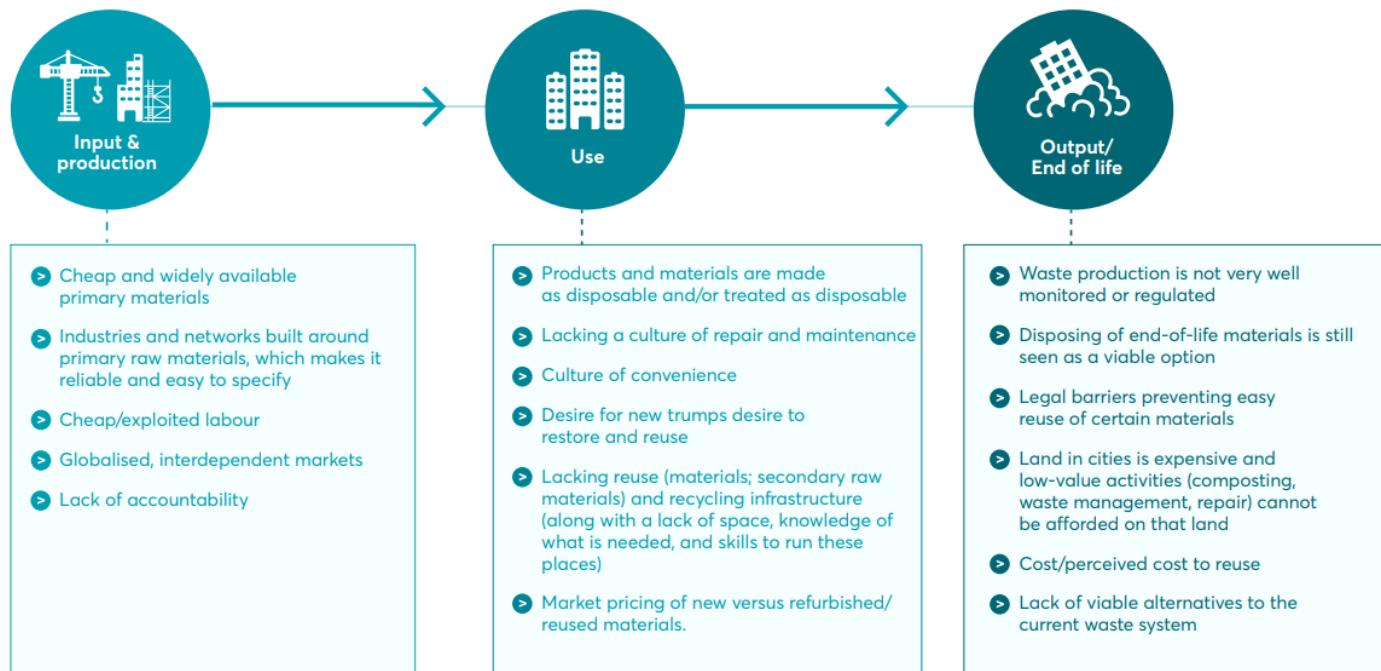 Input &
production
Use
Output/
End of life
Cheap and widely available
primary materials
Industries and networks built around
primary raw materials, which makes it
reliable and easy to specify
Cheap/exploited labour
Globalised, interdependent markets
Lack of accountability
Products and materials are made
as disposable and/or treated as disposable
Lacking a culture of repair and maintenance
Culture of convenience
Desire for new trumps desire to
restore and reuse
Lacking reuse (materials; secondary raw
materials) and recycling infrastructure
(along with a lack of space, knowledge of
what is needed, and skills to run these
places)
Market pricing of new versus refurbished/
reused materials.
Waste production is not very well
monitored or regulated
Disposing of end-of-life materials is still
seen as a viable option
Legal barriers preventing easy
reuse of certain materials
Land in cities is expensive and
low-value activities (composting,
waste management, repair) cannot
be afforded on that land
Cost/perceived cost to reuse
Lack of viable alternatives to the
current waste system